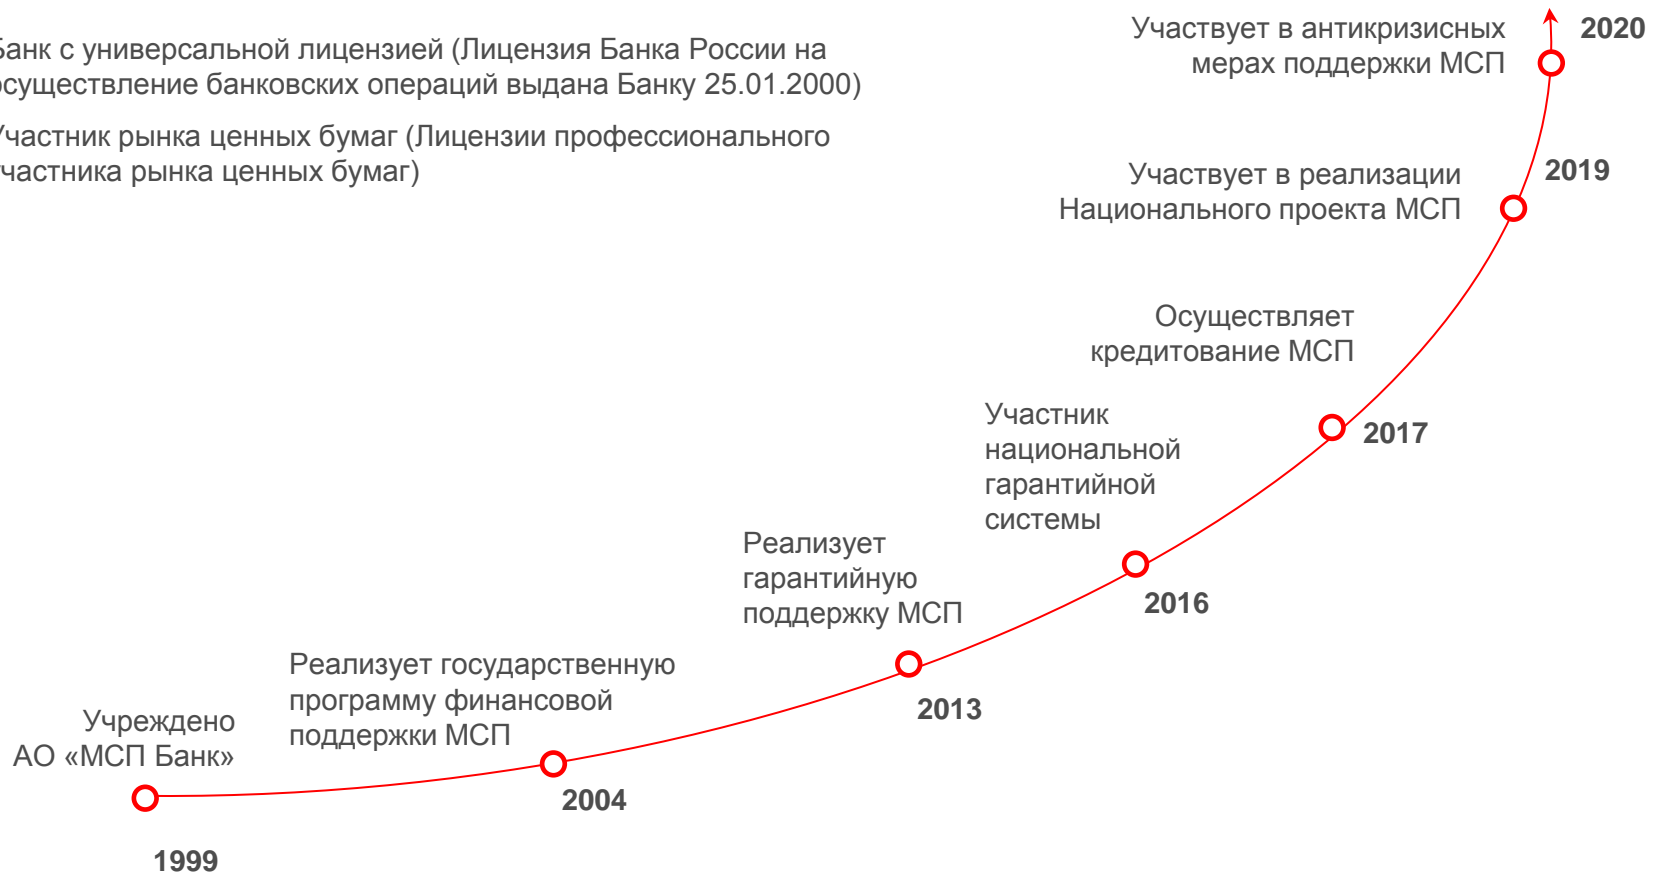 Банк с универсальной лицензией (Лицензия Банка России на
осуществление банковских операций выдана Банку 25.01.2000)
Участник рынка ценных бумаг (Лицензии профессионального
участника рынка ценных бумаг)
Участвует в антикризисных
мерах поддержки МСП
2020
Участвует в реализации
Национального проекта МСП
2019
Осуществляет
кредитование МСП
2017
Участник
национальной
гарантийной
системы
2016
Реализует
гарантийную
поддержку МСП
2013
Реализует государственную
программу финансовой
поддержки МСП
2004
Учреждено
АО «МСП Банк»
1999